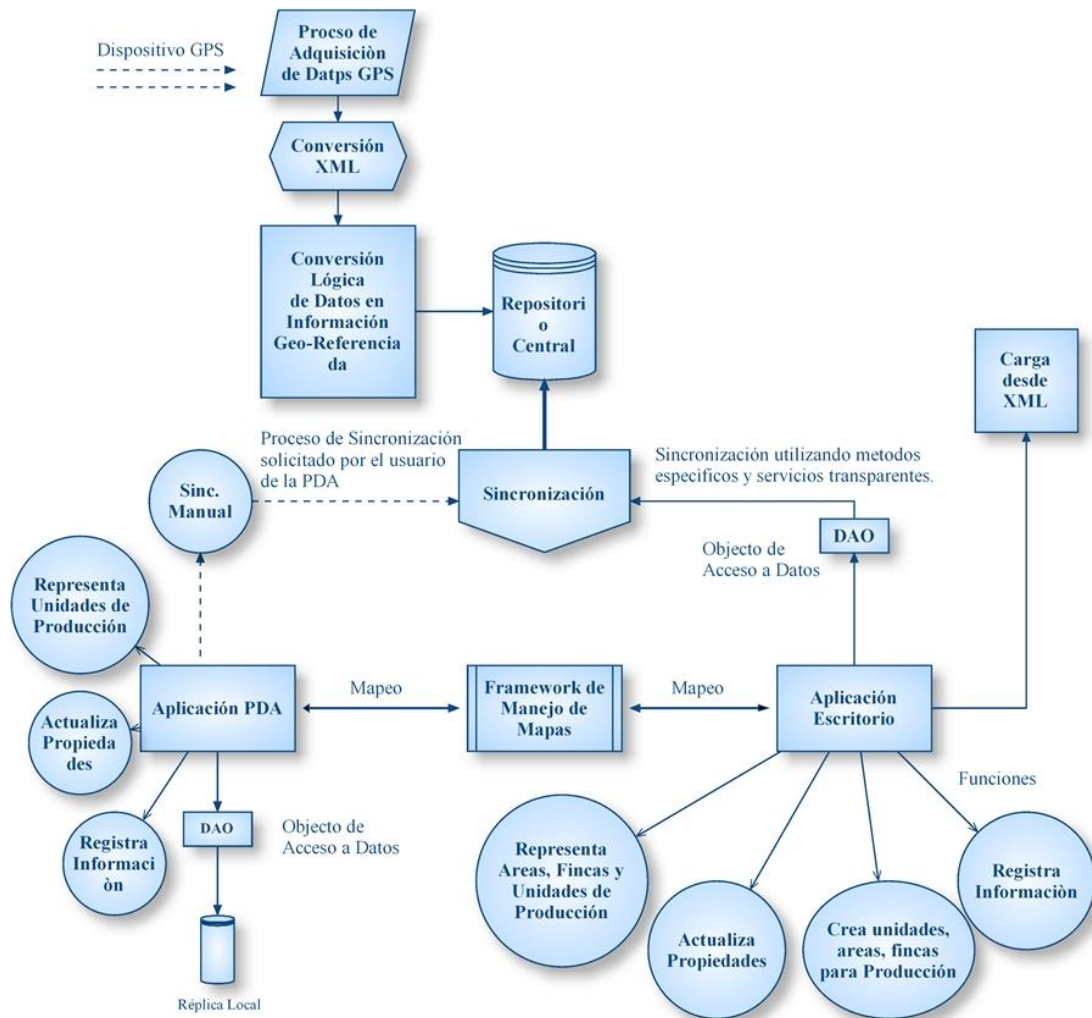 Dispositivo GPS
Procso de
Adquisiciòn
de Datps GPS
Conversión
XML
Conversión
Lógica
de Datos en
Información
Geo-Referencia
da
Repositori
o
Central
Carga
desde
XML
Proceso de Sincronización
solicitado por el usuario
de la PDA
Sincronización utilizando metodos
especificos y servicios transparentes.
Sinc.
Manual
Sincronización
DAO
Objecto de
Acceso a Datos
Representa
Unidades de
Producción
Aplicación PDA
Mapeo
Framework de
Manejo de
Mapas
Mapeo
Aplicación
Escritorio
Actualiza
Propieda
des
Registra
Informaci
òn
DAO
Objecto de
Acceso a Datos
Réplica Local
Funciones
Representa
Areas, Fincas y
Unidades de
Producción
Actualiza
Propiedades
Crea unidades,
areas, fincas
para Producción
Registra
Informaciòn